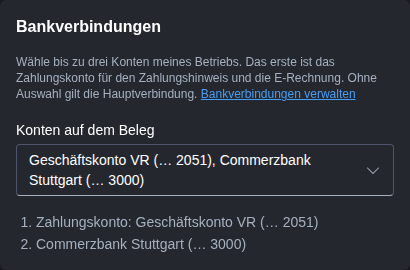 Bankverbindungen
Wähle bis zu drei Konten meines Betriebs. Das erste ist das
Zahlungskonto für den Zahlungshinweis und die E-Rechnung. Ohne
Auswahl gilt die Hauptverbindung. Bankverbindungen verwalten
Konten auf dem Beleg
Geschäftskonto VR (… 2051), Commerzbank
Stuttgart (… 3000)
1. Zahlungskonto: Geschäftskonto VR (… 2051)
2. Commerzbank Stuttgart (… 3000)